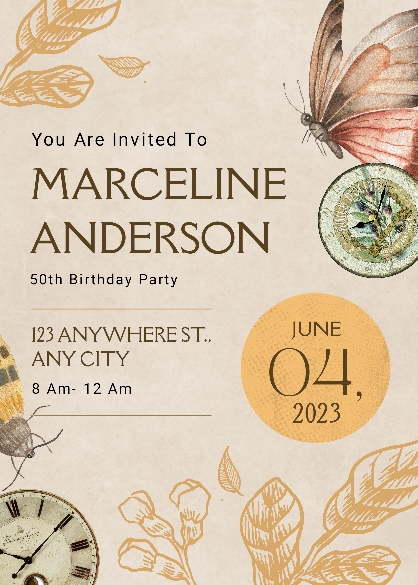 You Are Invited To
MARCELINE
ANDERSON
50th Birthday Party
123 ANYWHERE ST.,
ANY CITY
8 Am- 12 Am
JUNE
04,
2023